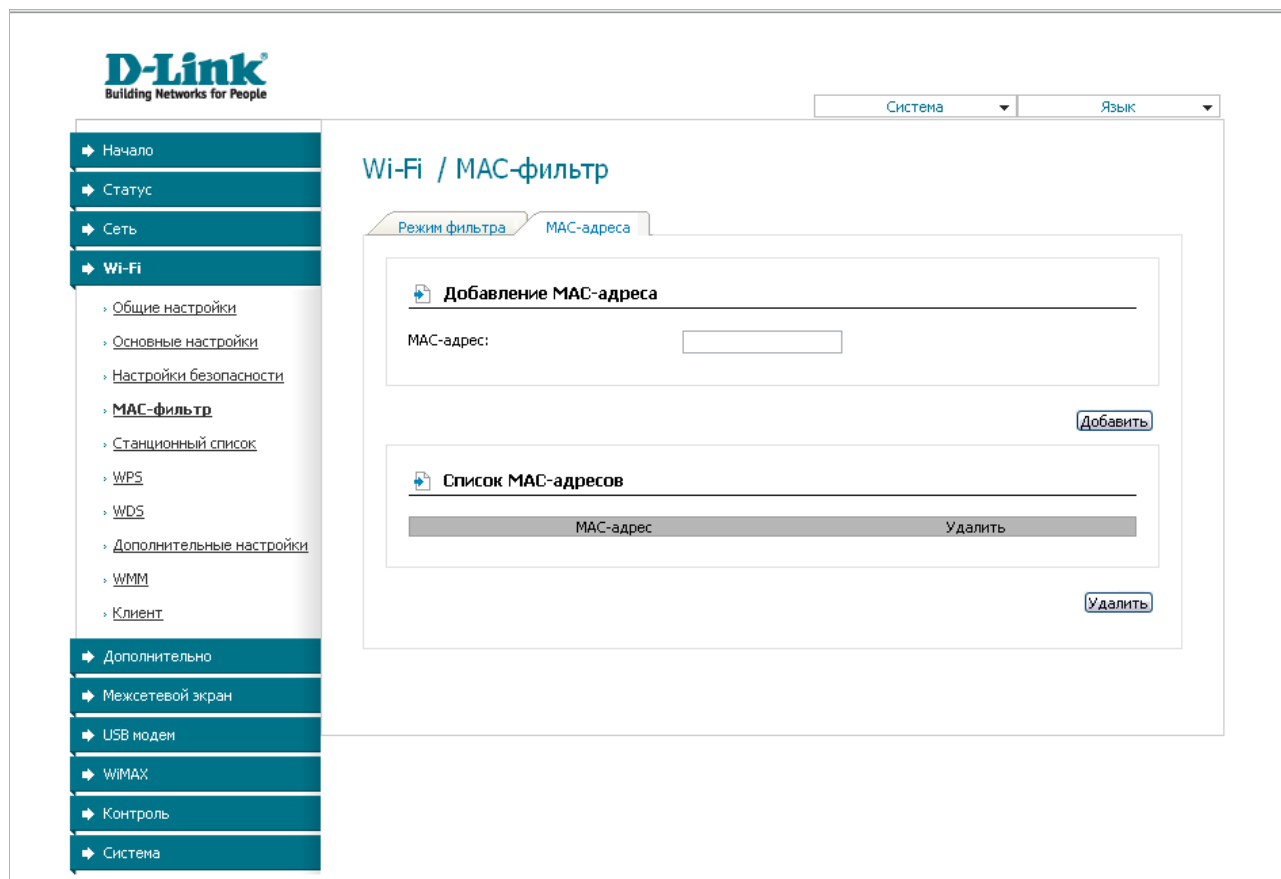 D-Link
Building Networks for People
Система
Язык
Начало
Статус
Сеть
Wi-Fi
Общие настройки
Основные настройки
Настройки безопасности
MAC-фильтр
Станционный список
WPS
WDS
Дополнительные настройки
WMM
Клиент
Дополнительно
Межсетевой экран
USB модем
WiMAX
Контроль
Система
Wi-Fi / MAC-фильтр
Режим фильтра
MAC-адреса
Добавление MAC-адреса
MAC-адрес:
Добавить
Список MAC-адресов
MAC-адрес Удалить
Удалить